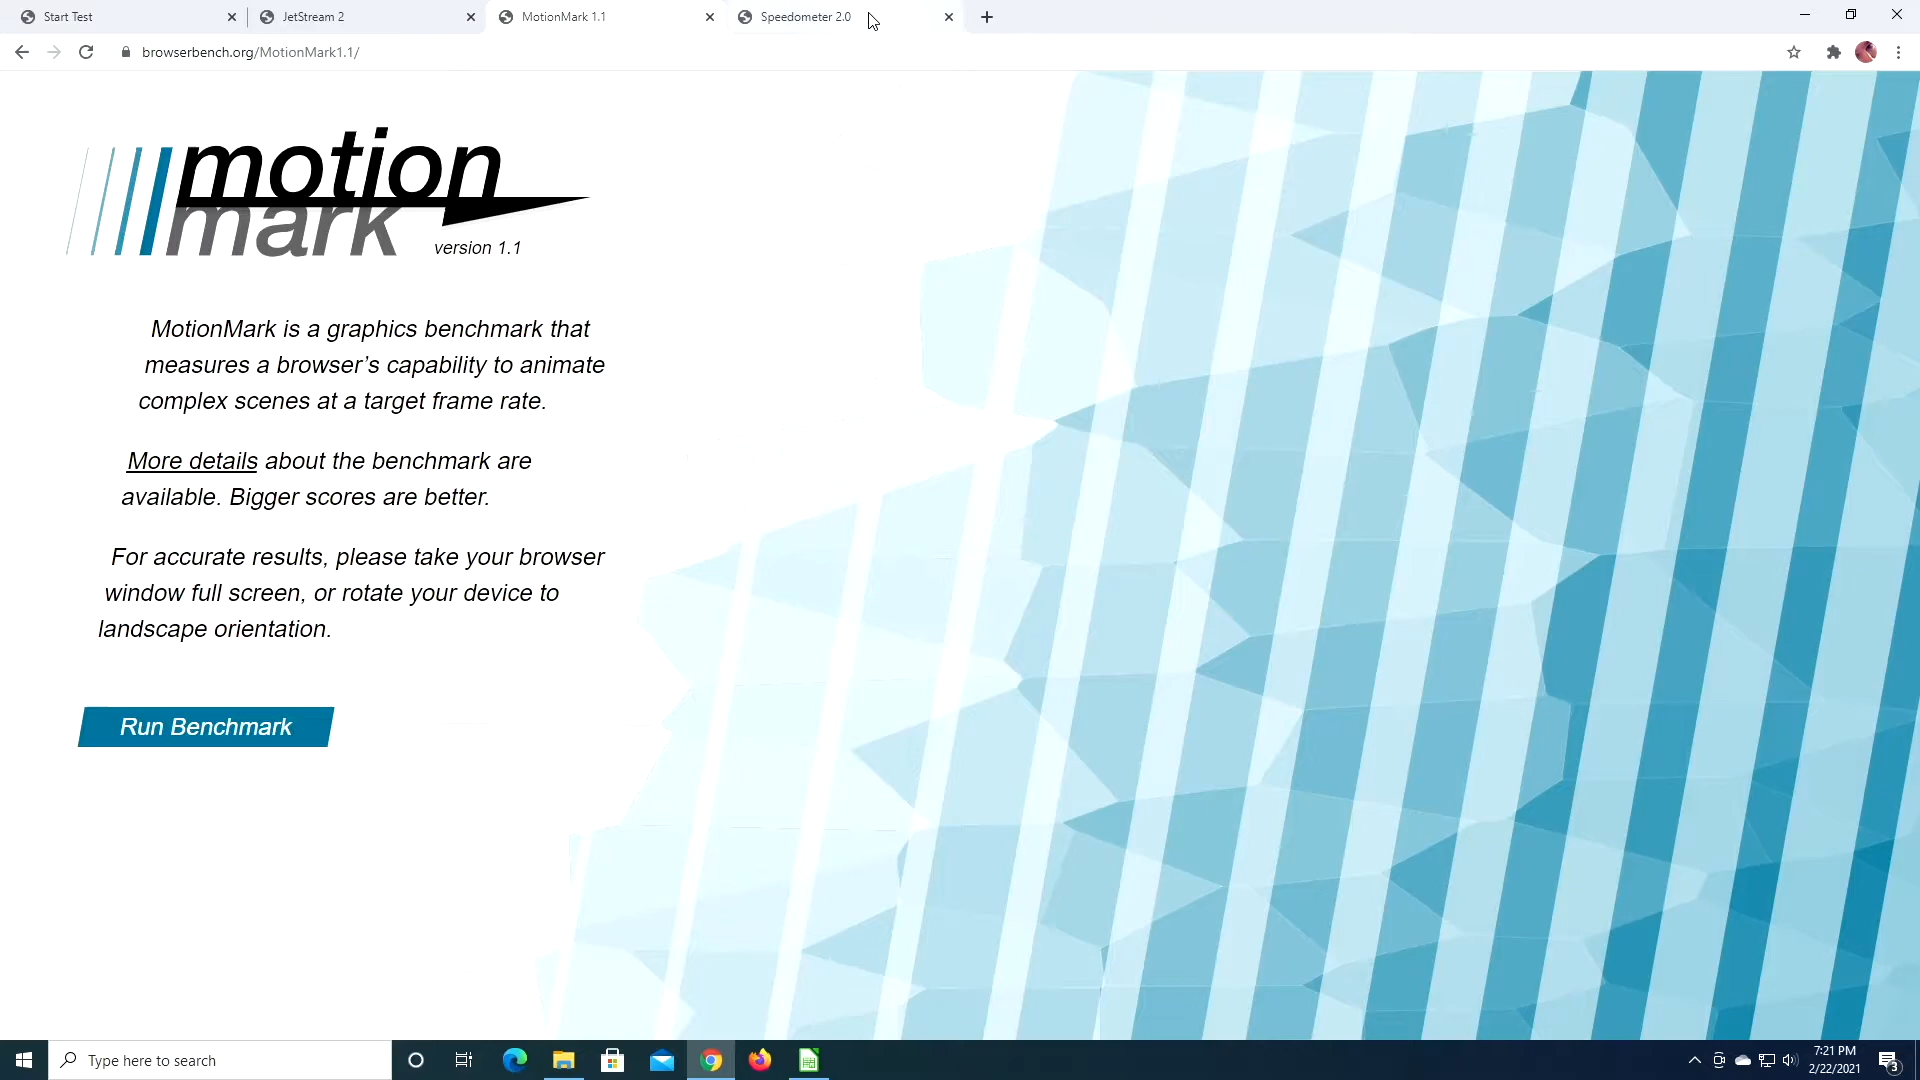 Start Test
JetStream 2
MotionMark 1.1
Speedometer 2.0
browserbench.org/MotionMark1.1/
motion
mark
version 1.1
MotionMark is a graphics benchmark that
measures a browser’s capability to animate
complex scenes at a target frame rate.
More details about the benchmark are
available. Bigger scores are better.
For accurate results, please take your browser
window full screen, or rotate your device to
landscape orientation.
Run Benchmark
Type here to search
7:21 PM
2/22/2021
3